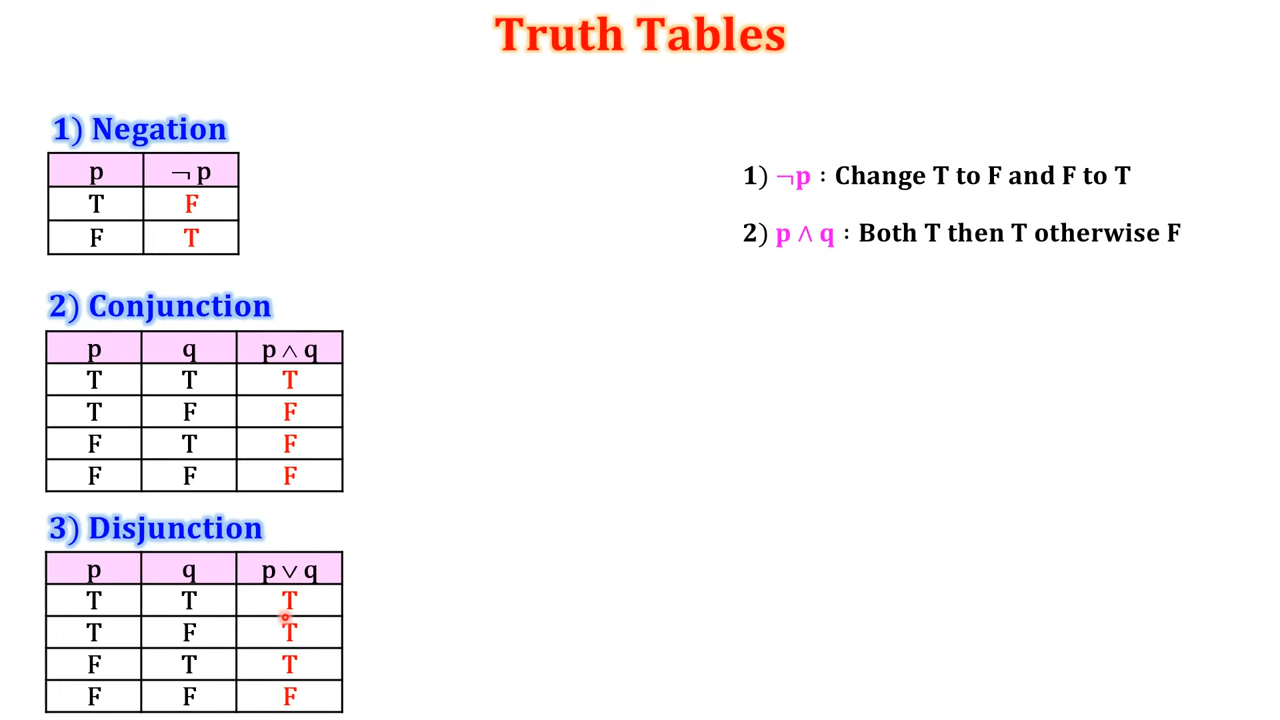 Truth Tables
1) Negation
p ¬ p
T F
F T
1) ¬p : Change T to F and F to T
2) p ∧ q : Both T then T otherwise F
2) Conjunction
p q p ∧ q
T T T
T F F
F T F
F F F
3) Disjunction
p q p ∨ q
T T T
T F T
F T T
F F F